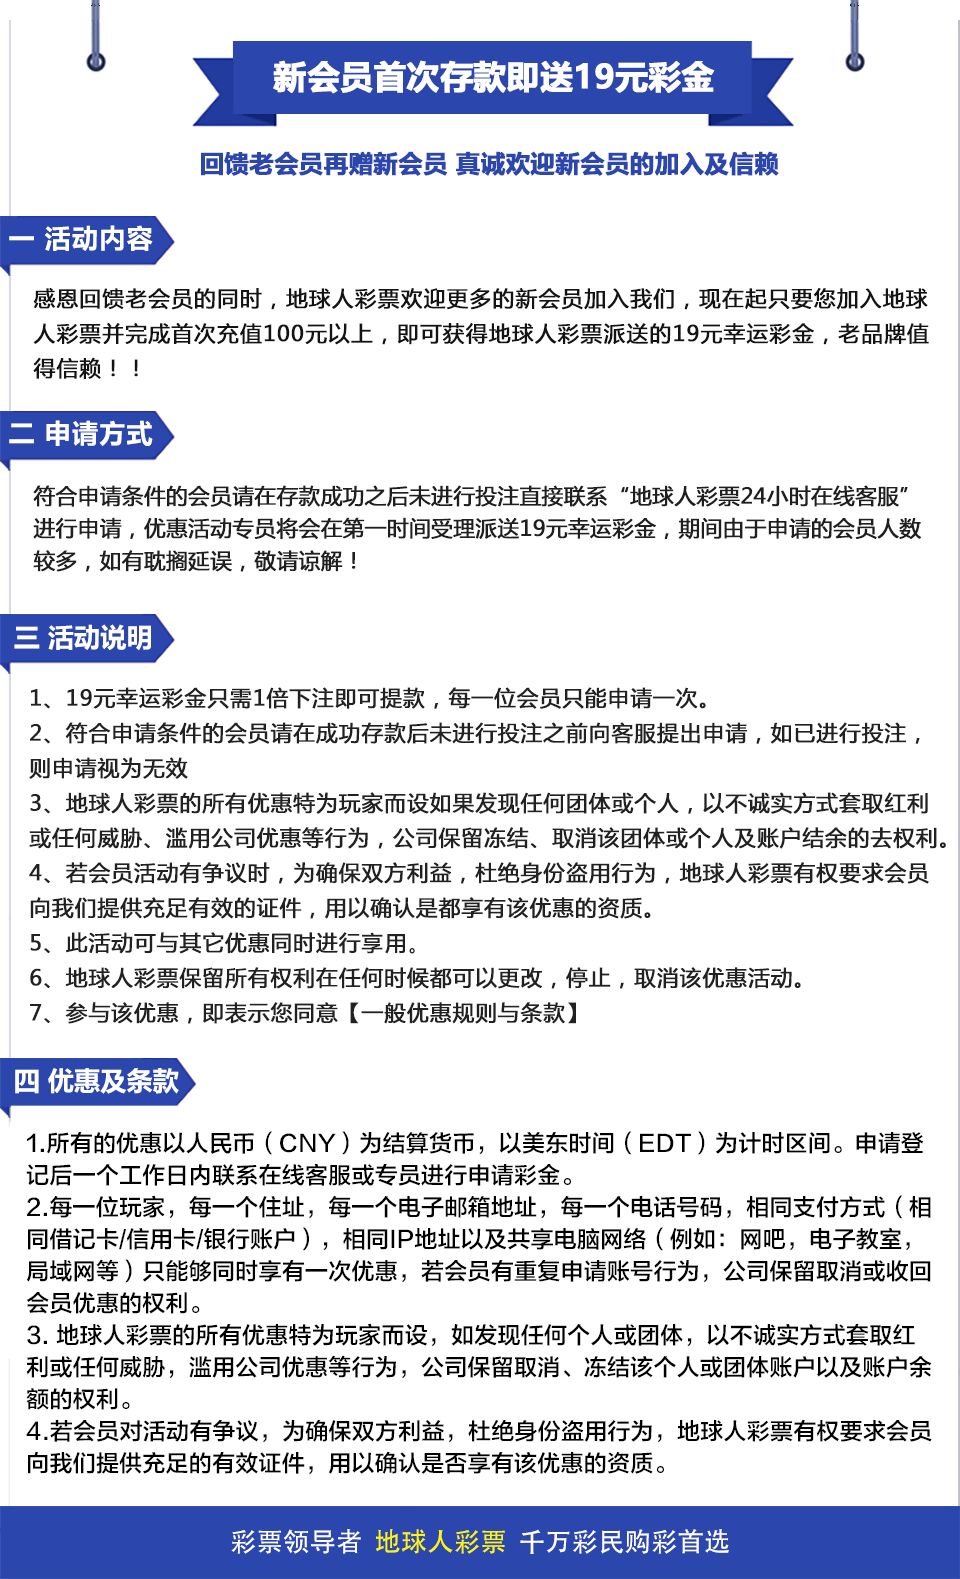 新会员首次存款即送19元彩金
回馈老会员再赠新会员 真诚欢迎新会员的加入及信赖
一 活动内容
感恩回馈老会员的同时，地球人彩票欢迎更多的新会员加入我们，现在起只要您加入地球
人彩票并完成首次充值100元以上，即可获得地球人彩票派送的19元幸运彩金，老品牌值
得信赖！！
二 申请方式
符合申请条件的会员请在存款成功之后未进行投注直接联系“地球人彩票24小时在线客服”
进行申请，优惠活动专员将会在第一时间受理派送19元幸运彩金，期间由于申请的会员人数
较多，如有耽搁延误，敬请谅解！
三 活动说明
1、19元幸运彩金只需1倍下注即可提款，每一位会员只能申请一次。
2、符合申请条件的会员请在成功存款后未进行投注之前向客服提出申请，如已进行投注，
则申请视为无效
3、地球人彩票的所有优惠特为玩家而设如果发现任何团体或个人，以不诚实方式套取红利
或任何威胁、滥用公司优惠等行为，公司保留冻结、取消该团体或个人及账户结余的去权利。
4、若会员活动有争议时，为确保双方利益，杜绝身份盗用行为，地球人彩票有权要求会员
向我们提供充足有效的证件，用以确认是都享有该优惠的资质。
5、此活动可与其它优惠同时进行享用。
6、地球人彩票保留所有权利在任何时候都可以更改，停止，取消该优惠活动。
7、参与该优惠，即表示您同意【一般优惠规则与条款】
四 优惠及条款
1.所有的优惠以人民币（CNY）为结算货币，以美东时间（EDT）为计时区间。申请登
记后一个工作日内联系在线客服或专员进行申请彩金。
2.每一位玩家，每一个住址，每一个电子邮箱地址，每一个电话号码，相同支付方式（相
同借记卡/信用卡/银行账户），相同IP地址以及共享电脑网络（例如：网吧，电子教室，
局域网等）只能够同时享有一次优惠，若会员有重复申请账号行为，公司保留取消或收回
会员优惠的权利。
3. 地球人彩票的所有优惠特为玩家而设，如发现任何个人或团体，以不诚实方式套取红
利或任何威胁，滥用公司优惠等行为，公司保留取消、冻结该个人或团体账户以及账户余
额的权利。
4.若会员对活动有争议，为确保双方利益，杜绝身份盗用行为，地球人彩票有权要求会员
向我们提供充足的有效证件，用以确认是否享有该优惠的资质。
彩票领导者 地球人彩票 千万彩民购彩首选